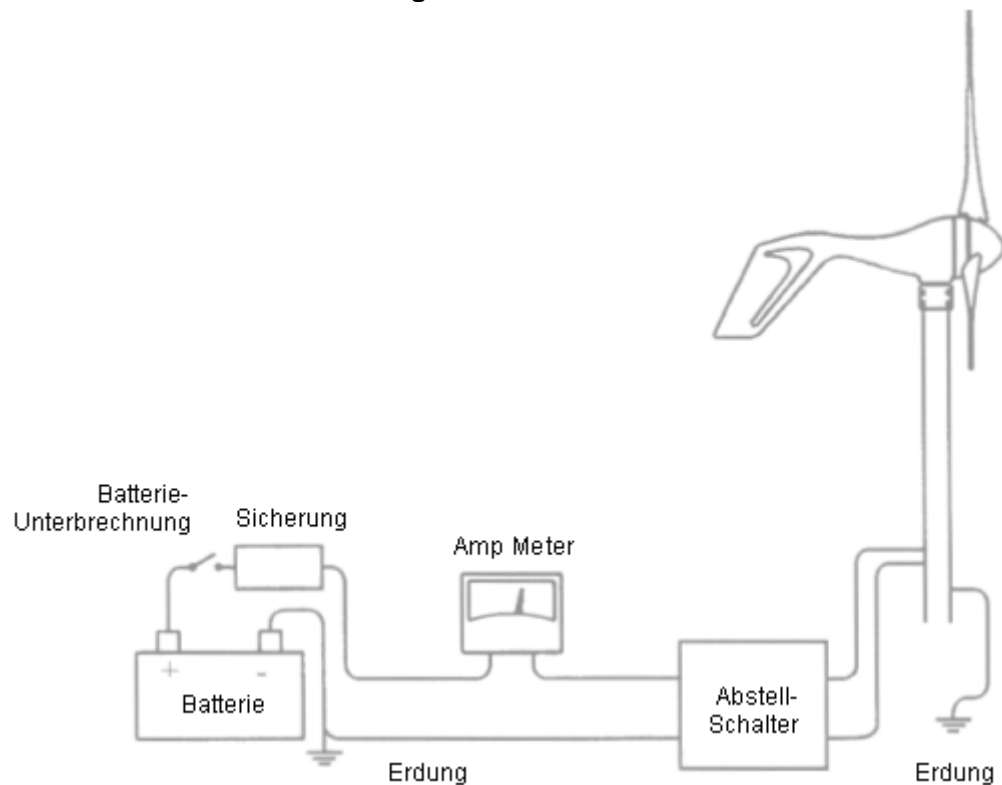 g
Batterie-
Unterbrechnung
Sicherung
Amp Meter
+
-
Batterie
Abstell-
Schalter
Erdung
Erdung